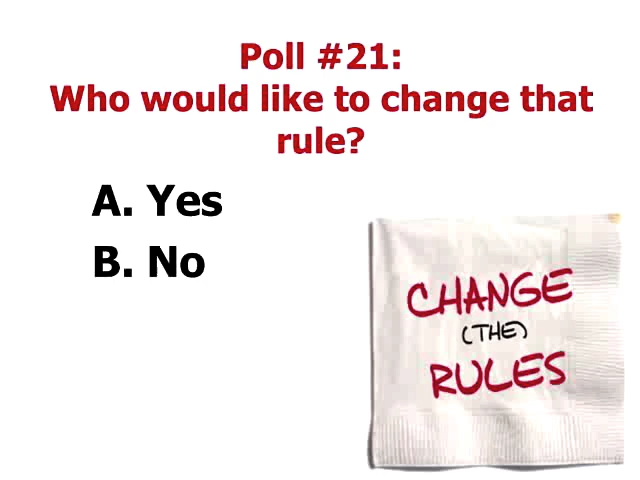 Poll #21:
Who would like to change that
rule?
A. Yes
B. No
CHANGE
(THE)
RULES